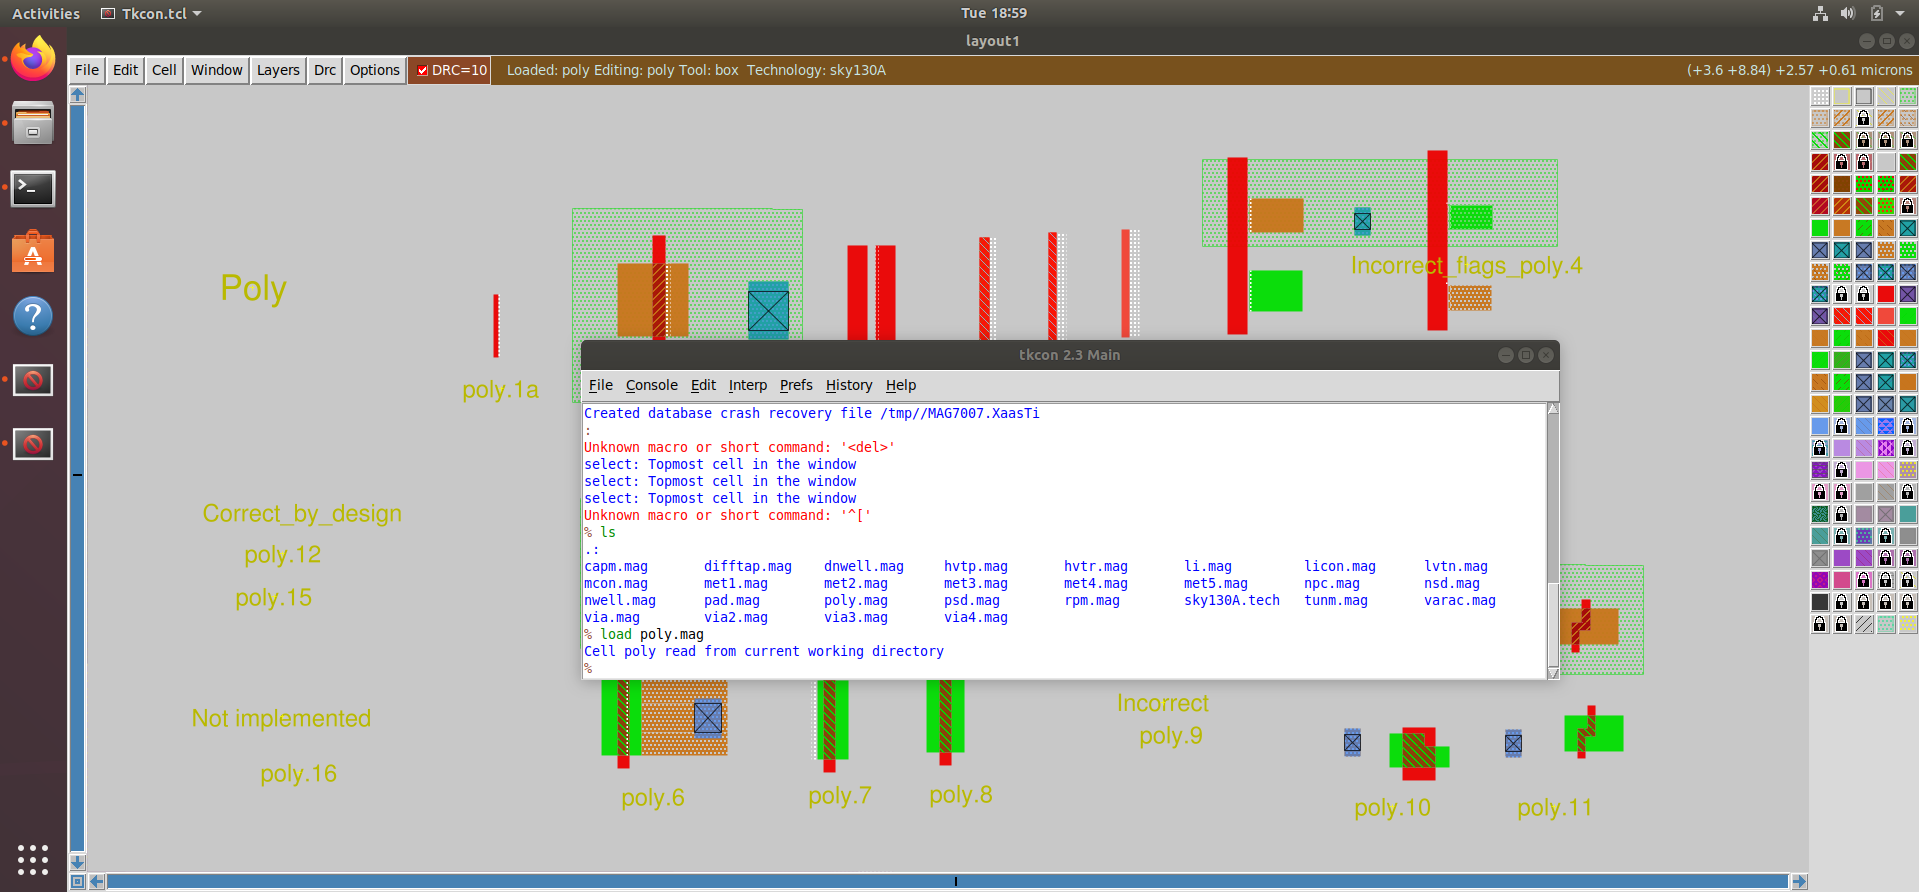 Activities Tkcon.tcl Tue 18:59
layout1
File Edit Cell Window Layers Drc Options DRC=10 Loaded: poly Editing: poly Tool: box Technology: sky130A (+3.6 +8.84) +2.57 +0.61 microns
Incorrect_flags_poly.4
Poly
poly.1a
tkcon 2.3 Main
File Console Edit Interp Prefs History Help
Created database crash recovery file /tmp//MAG7007.XaasTi
:
Unknown macro or short command: '<del>'
select: Topmost cell in the window
select: Topmost cell in the window
select: Topmost cell in the window
Unknown macro or short command: '^['
% ls
.:
capm.mag difftap.mag dnwell.mag hvtp.mag hvtr.mag li.mag licon.mag lvtn.mag
mcon.mag met1.mag met2.mag met3.mag met4.mag met5.mag npc.mag nsd.mag
nwell.mag pad.mag poly.mag psd.mag rpm.mag sky130A.tech tunm.mag varac.mag
via.mag via2.mag via3.mag via4.mag
% load poly.mag
Cell poly read from current working directory
%
Correct_by_design
poly.12
poly.15
Not implemented
poly.16
Incorrect
poly.9
poly.6
poly.7
poly.8
poly.10
poly.11